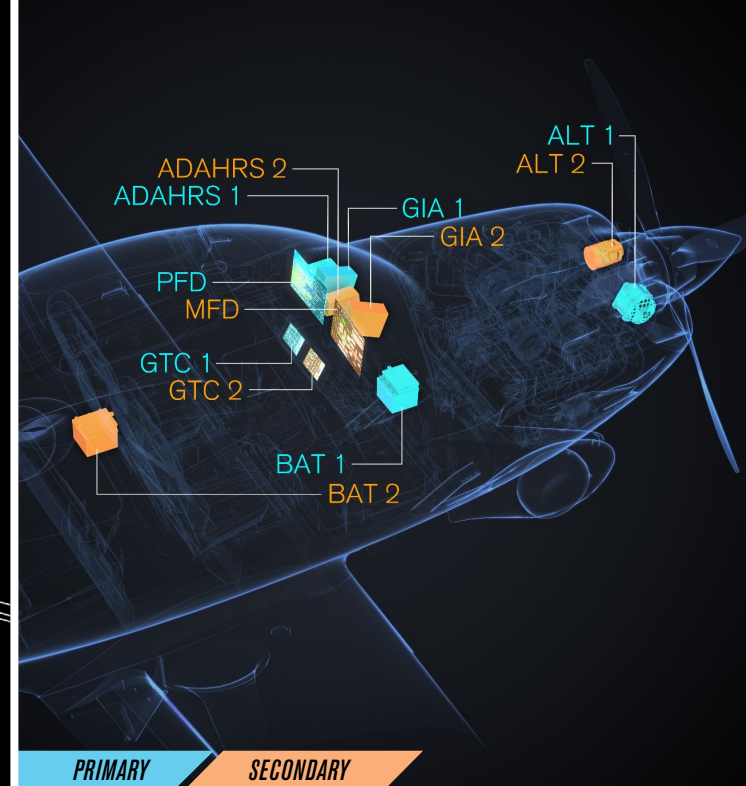 ALT 1
ALT 2
ADAHRS 2
ADAHRS 1
GIA 1
GIA 2
PFD
MFD
GTC 1
GTC 2
BAT 1
BAT 2
PRIMARY
SECONDARY